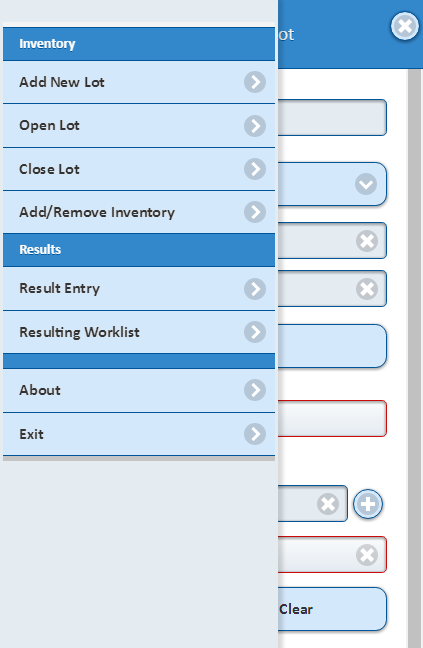 Inventory
ot
Add New Lot
Open Lot
Close Lot
Add/Remove Inventory
Results
Result Entry
Resulting Worklist
About
Exit
Clear